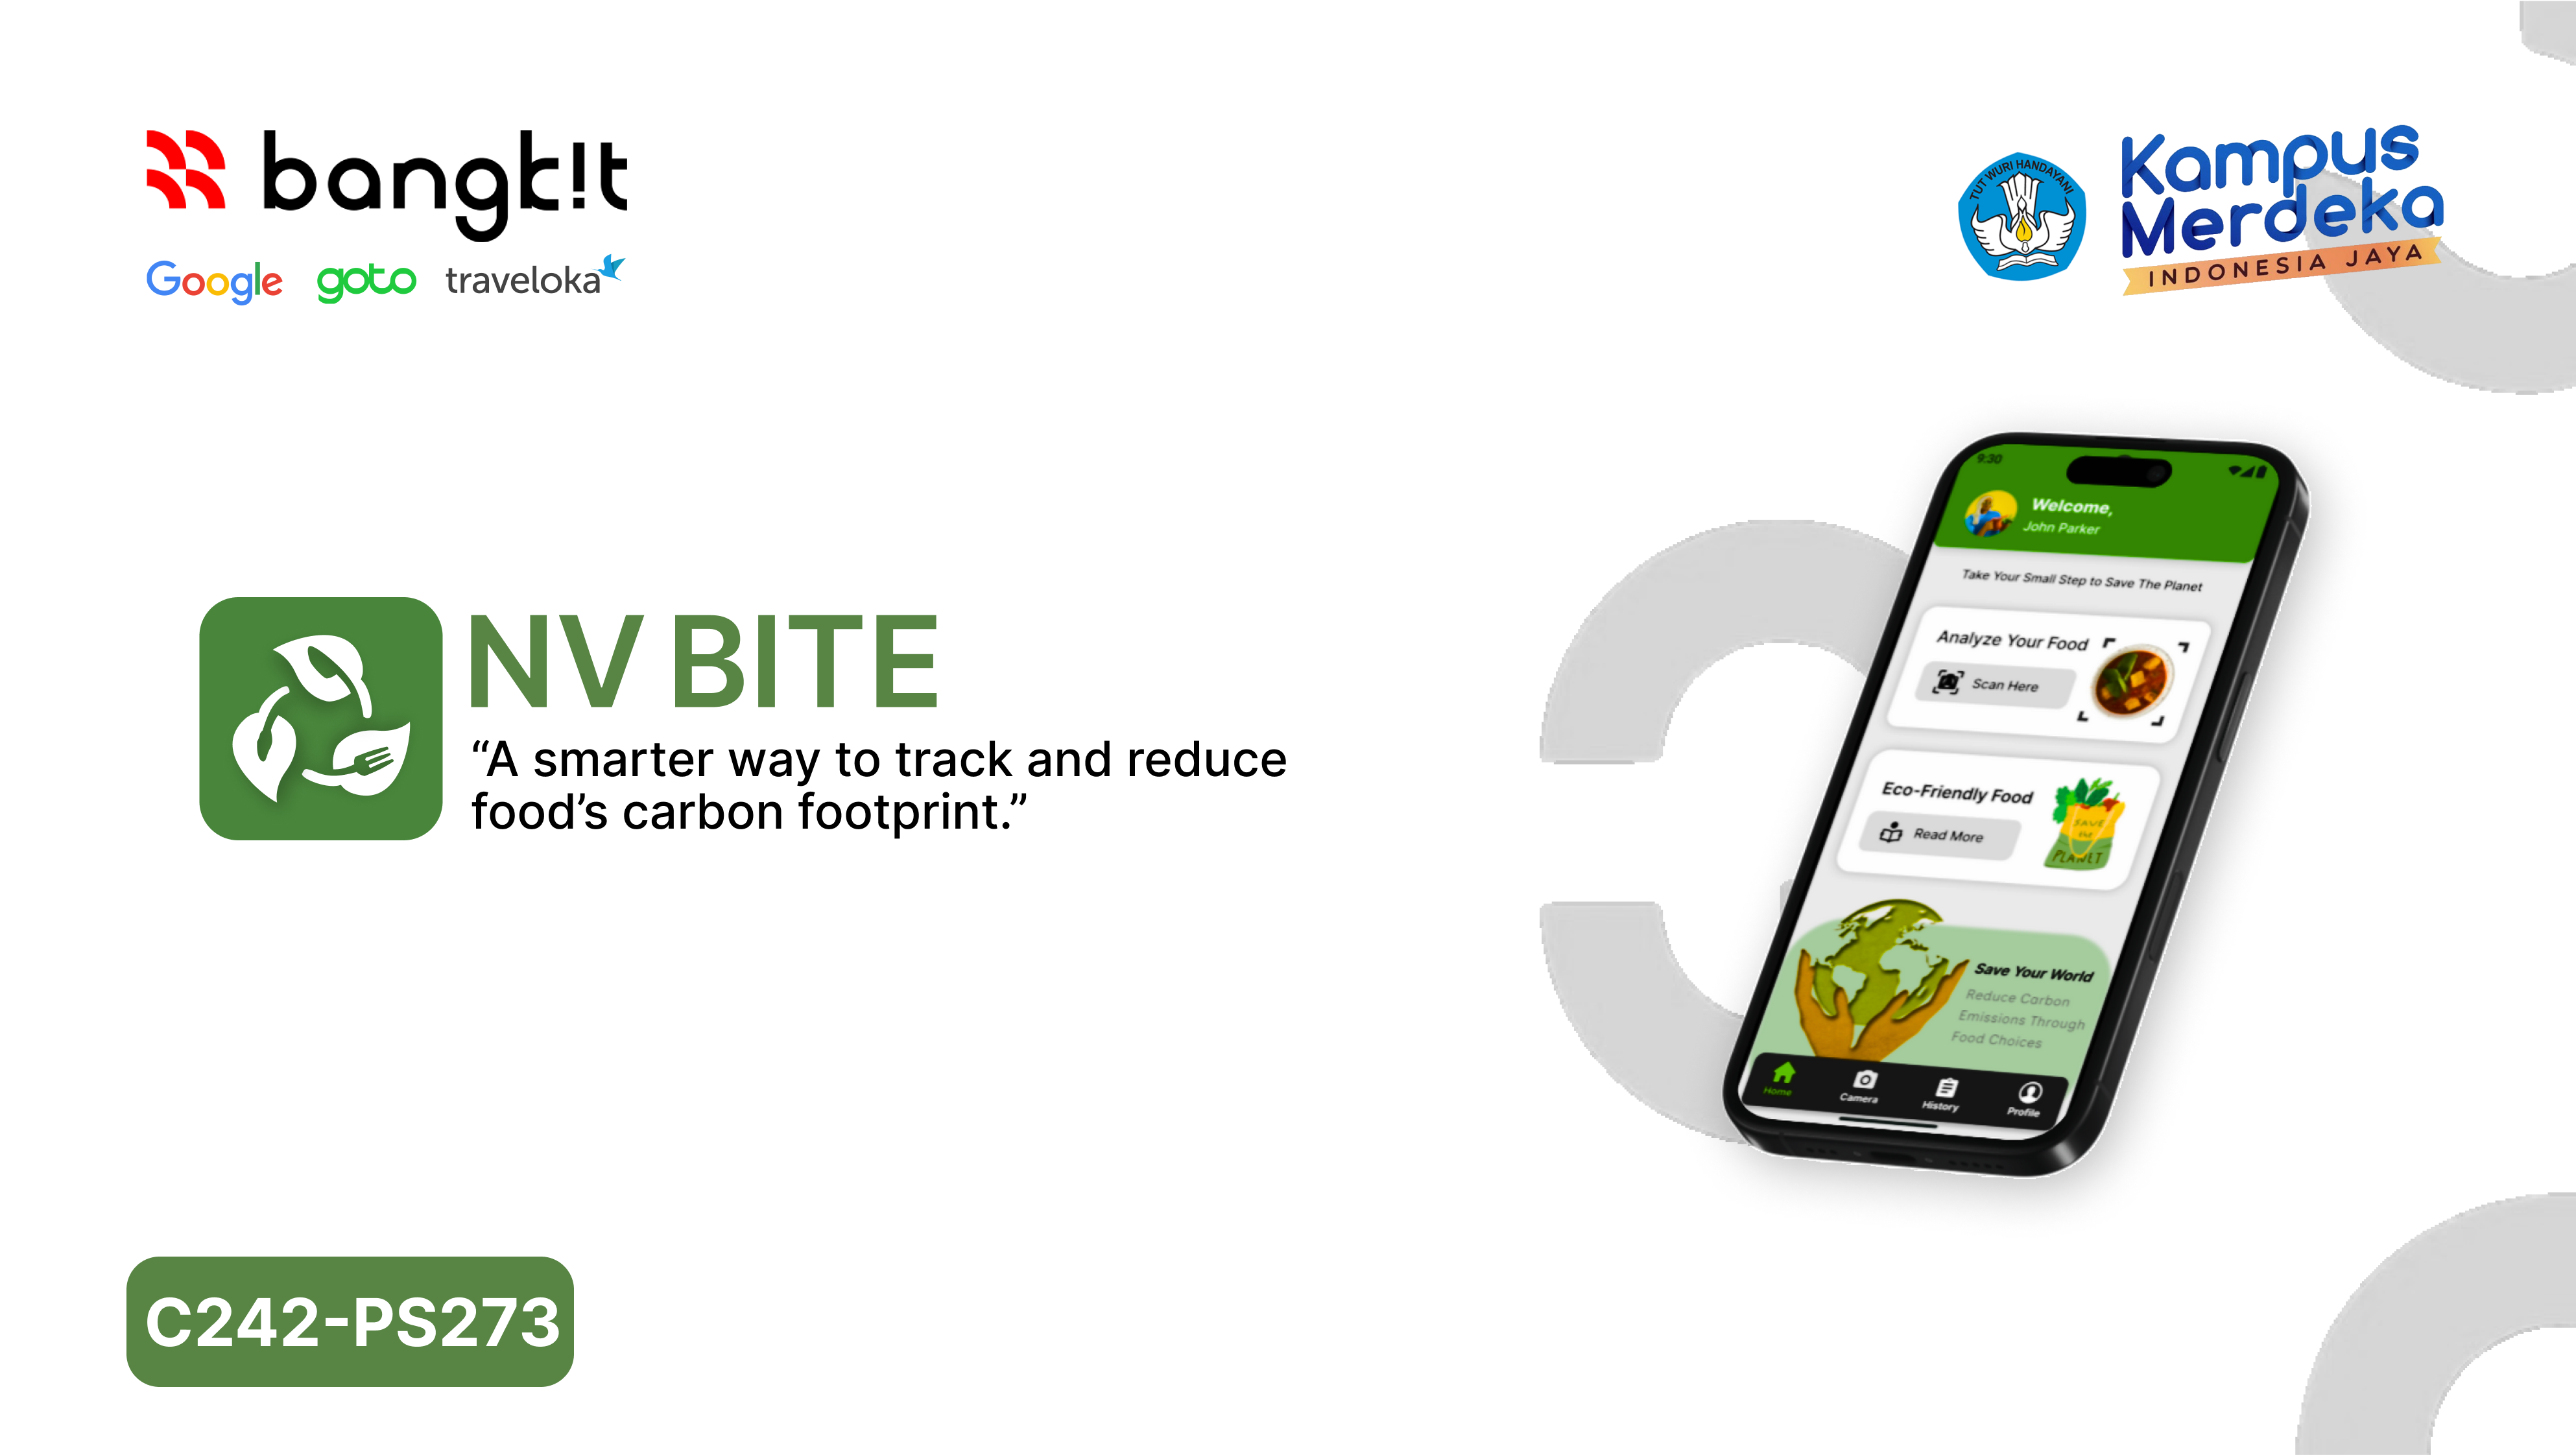 bangk!t
Google goto traveloka
TUT WURI HANDAYANI
Kampus
Merdeka
INDONESIA JAYA
NV BITE
“A smarter way to track and reduce
food’s carbon footprint.”
C242-PS273
9:30
Welcome,
John Parker
Take Your Small Step to Save The Planet
Analyze Your Food
Scan Here
Eco-Friendly Food
Read More
SAVE
the
PLANET
Save Your World
Reduce Carbon
Emissions Through
Food Choices
Home Camera History Profile